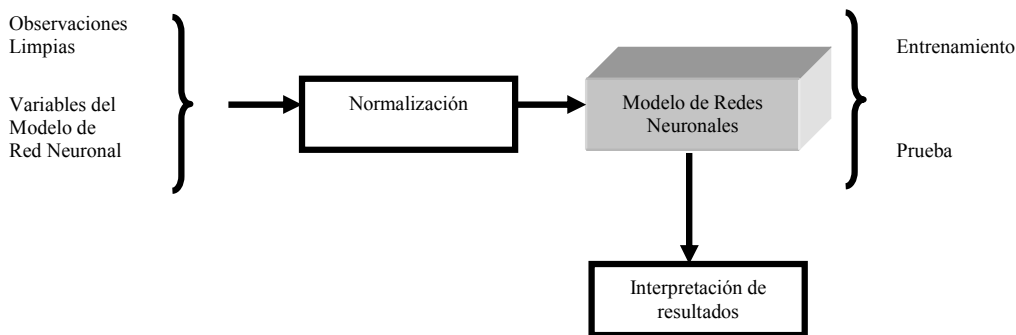 Observaciones
Limpias
Variables del
Modelo de
Red Neuronal
Normalización
Modelo de Redes
Neuronales
Entrenamiento
Prueba
Interpretación de
resultados